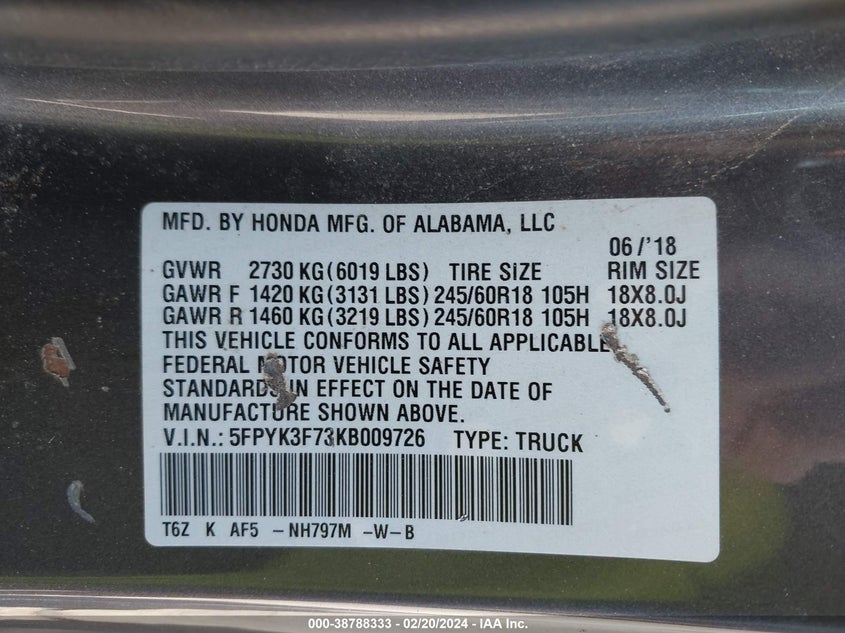 MFD. BY HONDA MFG. OF ALABAMA, LLC
06/'18
GVWR 2730 KG(6019 LBS) TIRE SIZE RIM SIZE
GAWR F 1420 KG(3131 LBS) 245/60R18 105H 18X8.0J
GAWR R 1460 KG(3219 LBS) 245/60R18 105H 18X8.0J
THIS VEHICLE CONFORMS TO ALL APPLICABLE
FEDERAL MOTOR VEHICLE SAFETY
STANDARDS IN EFFECT ON THE DATE OF
MANUFACTURE SHOWN ABOVE.
V.I.N.: 5FPYK3F73KB009726 TYPE: TRUCK
T6Z K AF5 -NH797M -W-B
000-38788333 - 02/20/2024 - IAA Inc.